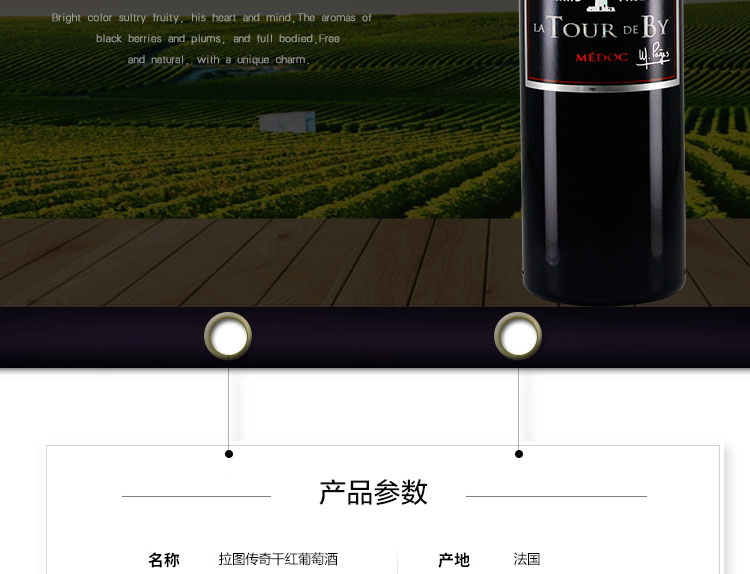 Bright color sultry fruity, his heart and mind,The aromas of
black berries and plums, and full bodied,Free
and natural, with a unique charm.
LA TOUR DE BY
MÉDOC
产品参数
名称 拉图传奇干红葡萄酒 产地 法国